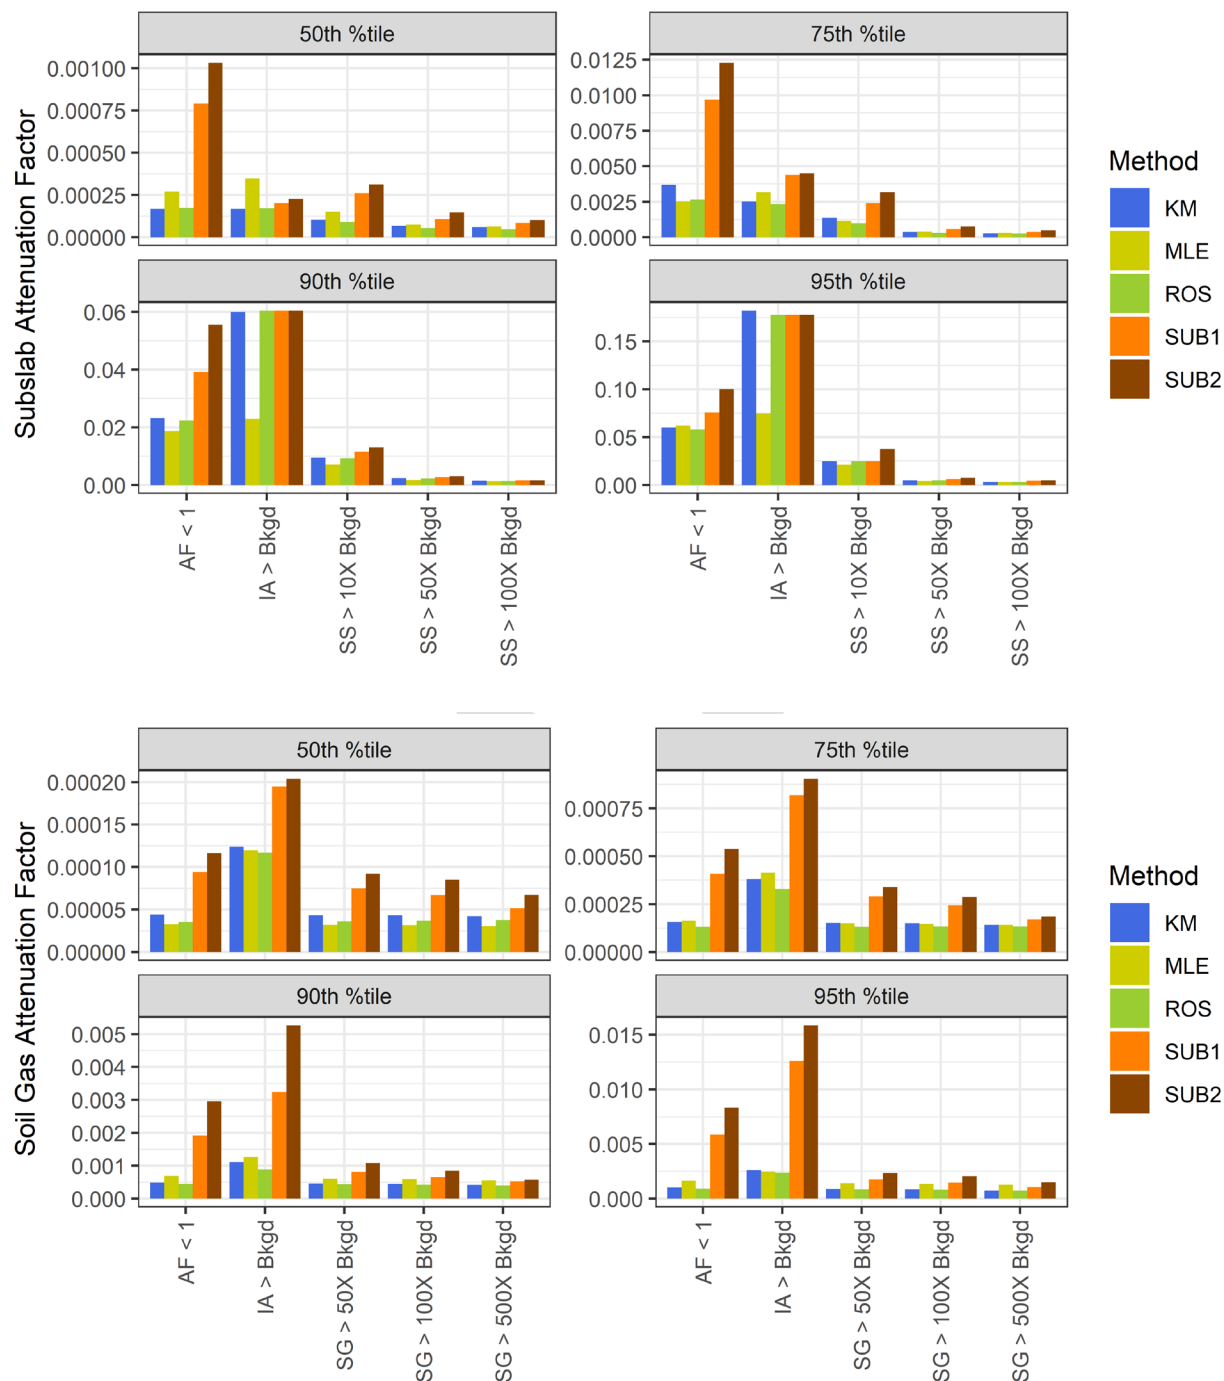 50th %tile
75th %tile
0.00100
0.00075
0.00050
0.00025
0.00000
0.0125
0.0100
0.0075
0.0050
0.0025
0.0000
Subslab Attenuation Factor
90th %tile
95th %tile
0.06
0.04
0.02
0.00
0.15
0.10
0.05
0.00
AF < 1
IA > Bkgd
SS > 10X Bkgd
SS > 50X Bkgd
SS > 100X Bkgd
AF < 1
IA > Bkgd
SS > 10X Bkgd
SS > 50X Bkgd
SS > 100X Bkgd
Method
KM
MLE
ROS
SUB1
SUB2
50th %tile
75th %tile
0.00020
0.00015
0.00010
0.00005
0.00000
0.00075
0.00050
0.00025
0.00000
Soil Gas Attenuation Factor
90th %tile
95th %tile
0.005
0.004
0.003
0.002
0.001
0.000
0.015
0.010
0.005
0.000
AF < 1
IA > Bkgd
SG > 50X Bkgd
SG > 100X Bkgd
SG > 500X Bkgd
AF < 1
IA > Bkgd
SG > 50X Bkgd
SG > 100X Bkgd
SG > 500X Bkgd
Method
KM
MLE
ROS
SUB1
SUB2